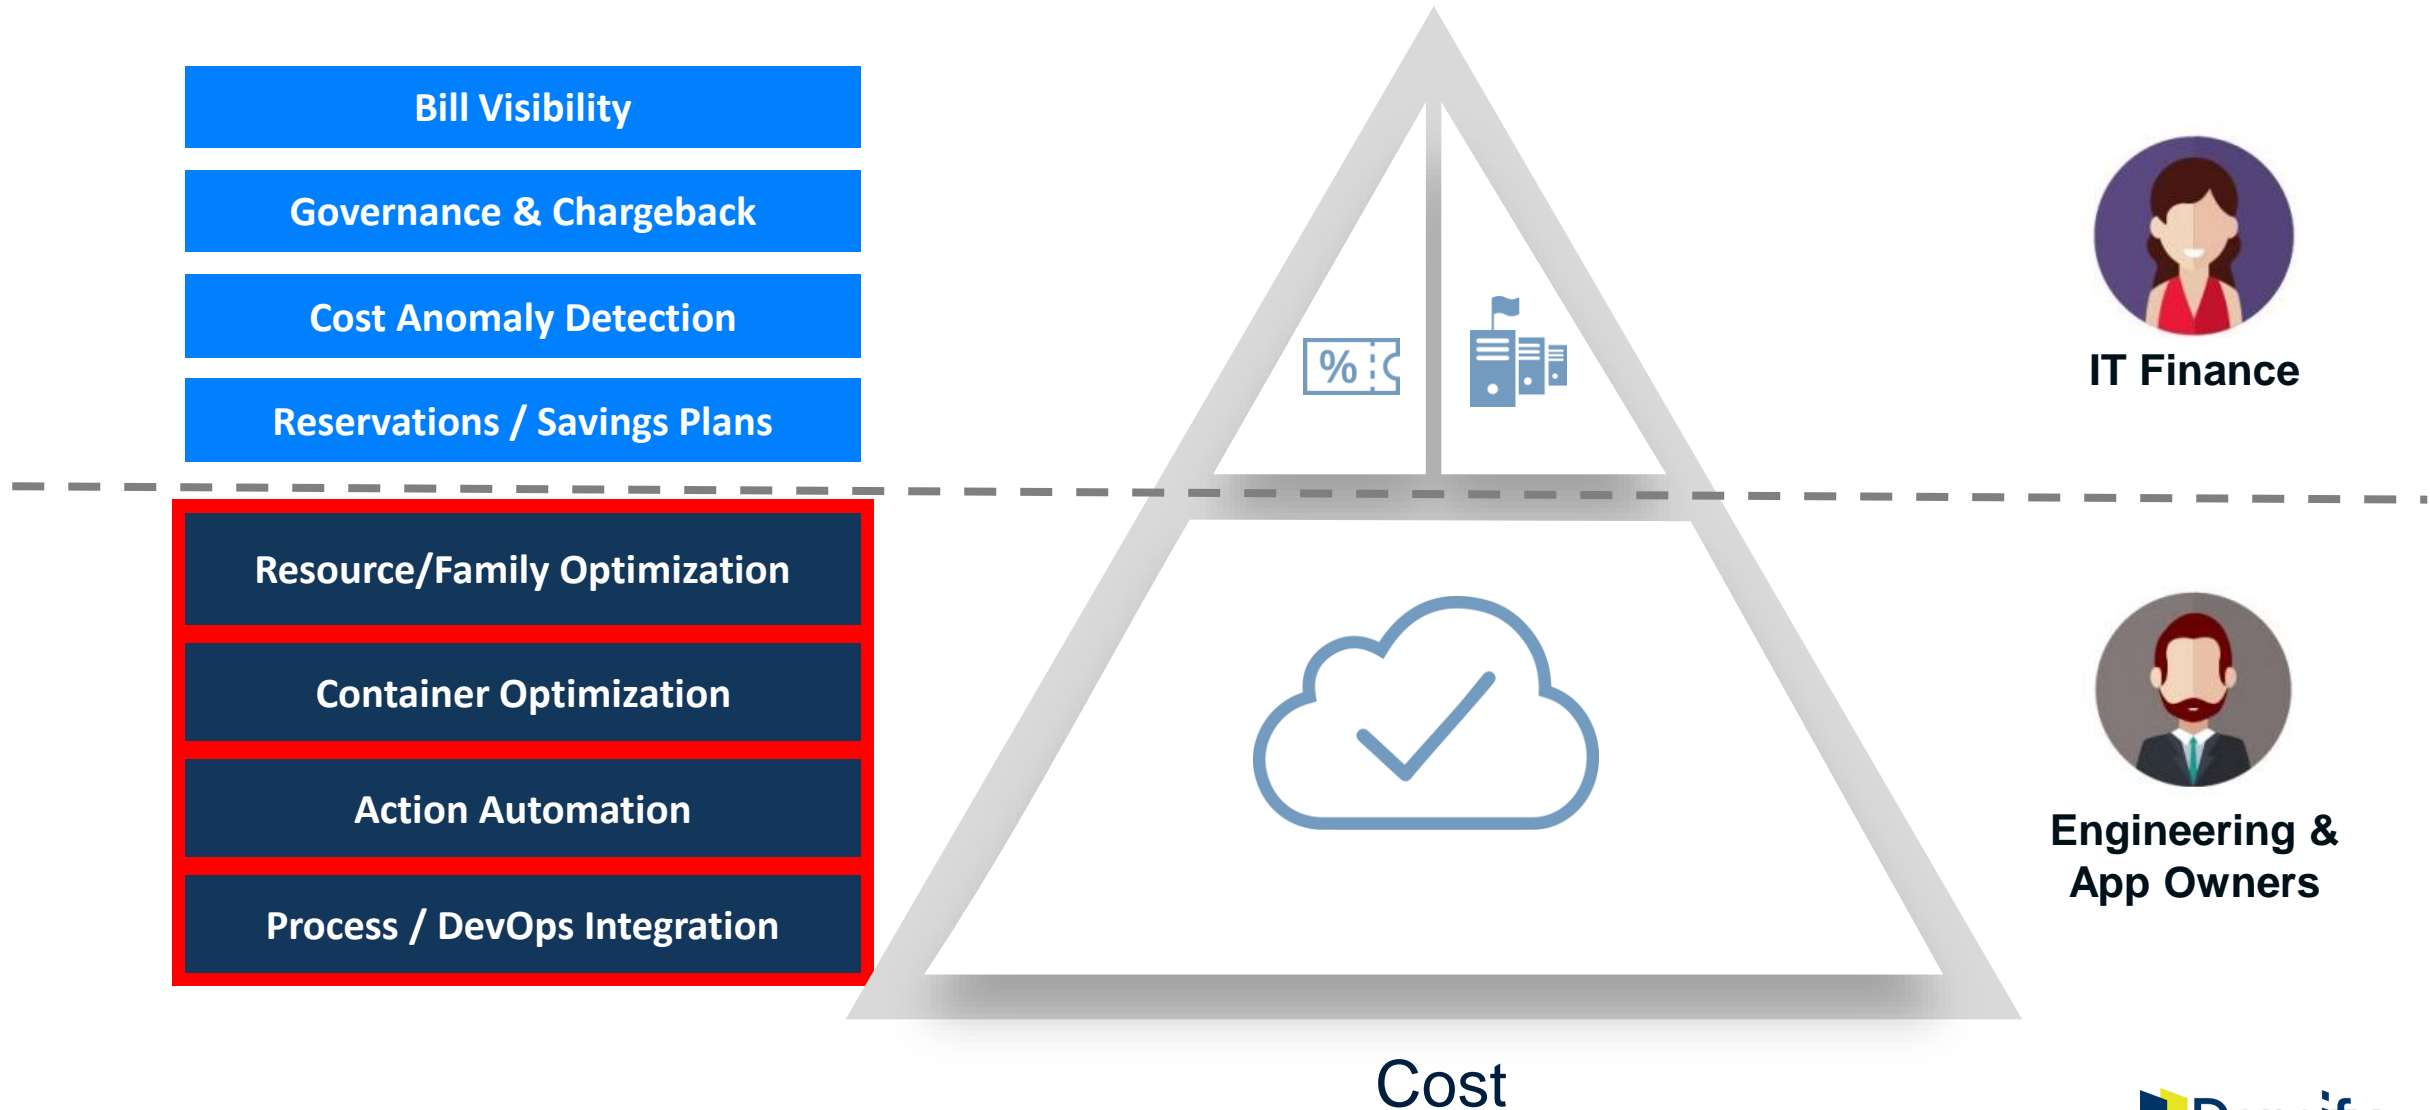 Bill Visibility
Governance & Chargeback
Cost Anomaly Detection
Reservations / Savings Plans
%
IT Finance
Resource/Family Optimization
Container Optimization
Action Automation
Process / DevOps Integration
Engineering &
App Owners
Cost